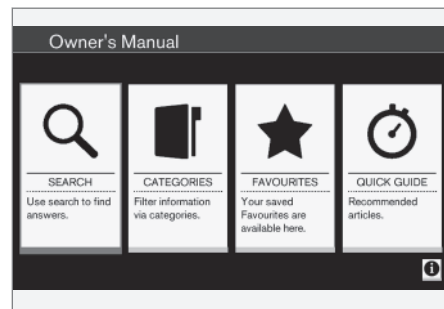 Owner's Manual
SEARCH
Use search to find
answers.
CATEGORIES
Filter information
via categories.
FAVOURITES
Your saved
Favourites are
available here.
QUICK GUIDE
Recommended
articles.
i